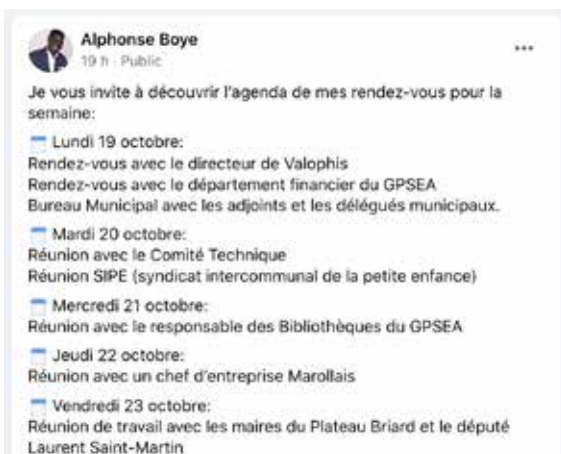 Alphonse Boye
19 h · Public
Je vous invite à découvrir l'agenda de mes rendez-vous pour la
semaine:
Lundi 19 octobre:
Rendez-vous avec le directeur de Valophis
Rendez-vous avec le département financier du GPSEA
Bureau Municipal avec les adjoints et les délégués municipaux.
Mardi 20 octobre:
Réunion avec le Comité Technique
Réunion SIPE (syndicat intercommunal de la petite enfance)
Mercredi 21 octobre:
Réunion avec le responsable des Bibliothèques du GPSEA
Jeudi 22 octobre:
Réunion avec un chef d'entreprise Marollais
Vendredi 23 octobre:
Réunion de travail avec les maires du Plateau Briard et le député
Laurent Saint-Martin